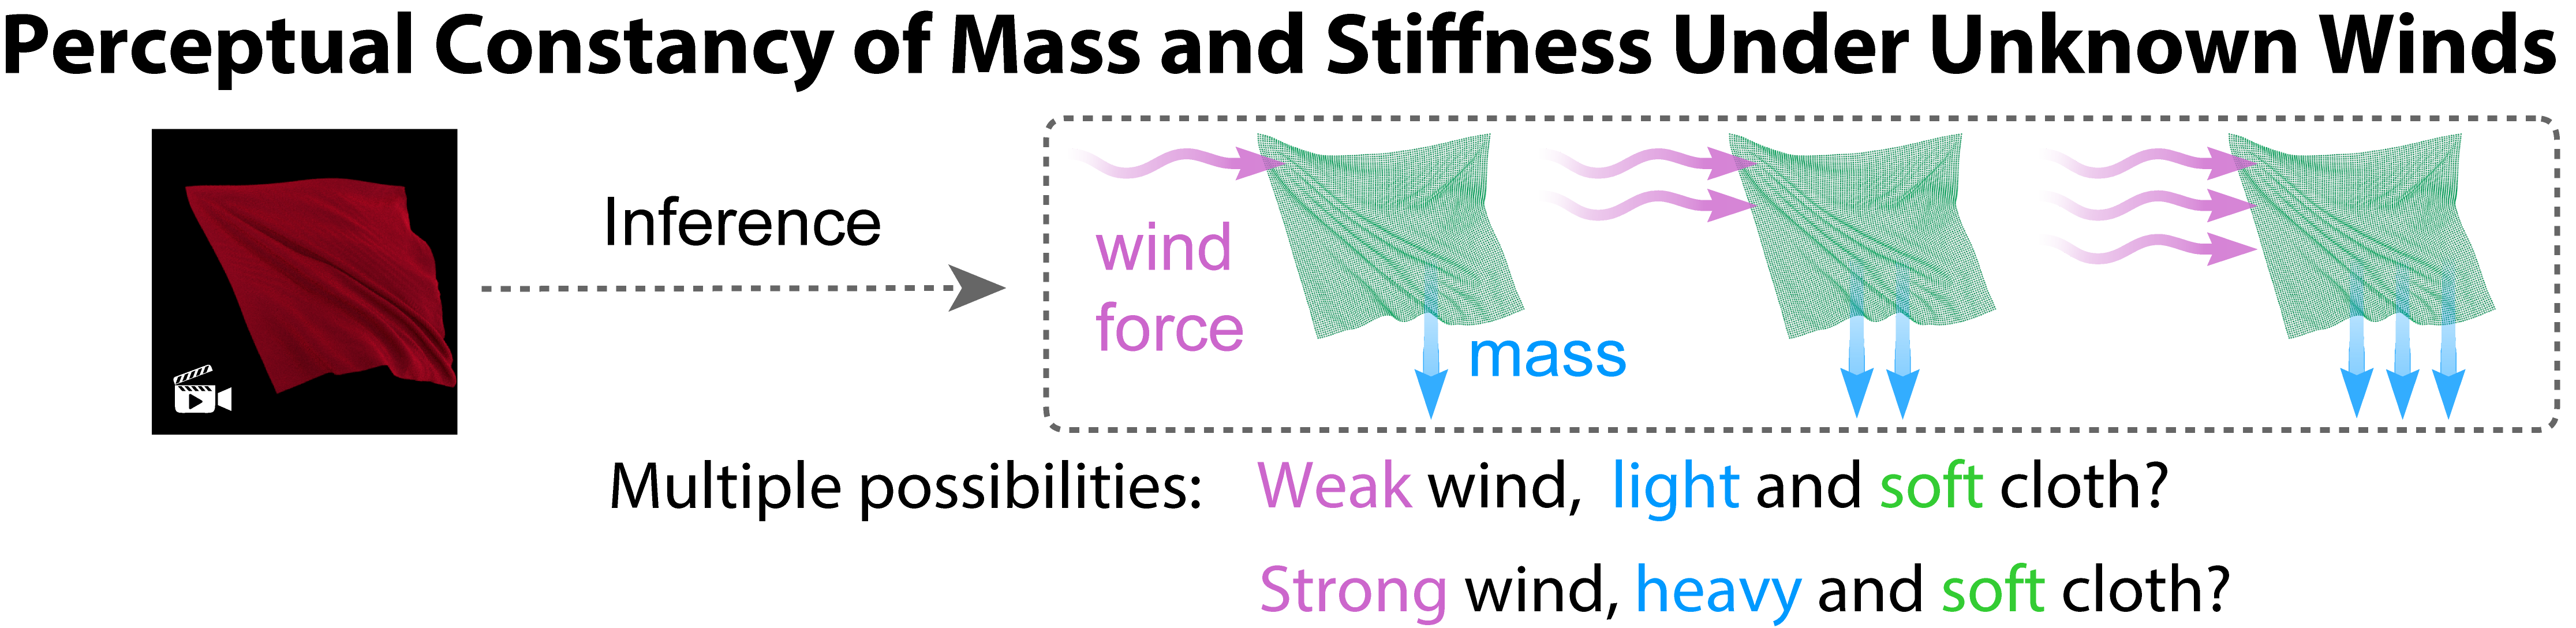 Perceptual Constancy of Mass and Stiffness Under Unknown Winds
Inference
wind
force
mass
Multiple possibilities: Weak wind, light and soft cloth?
Strong wind, heavy and soft cloth?